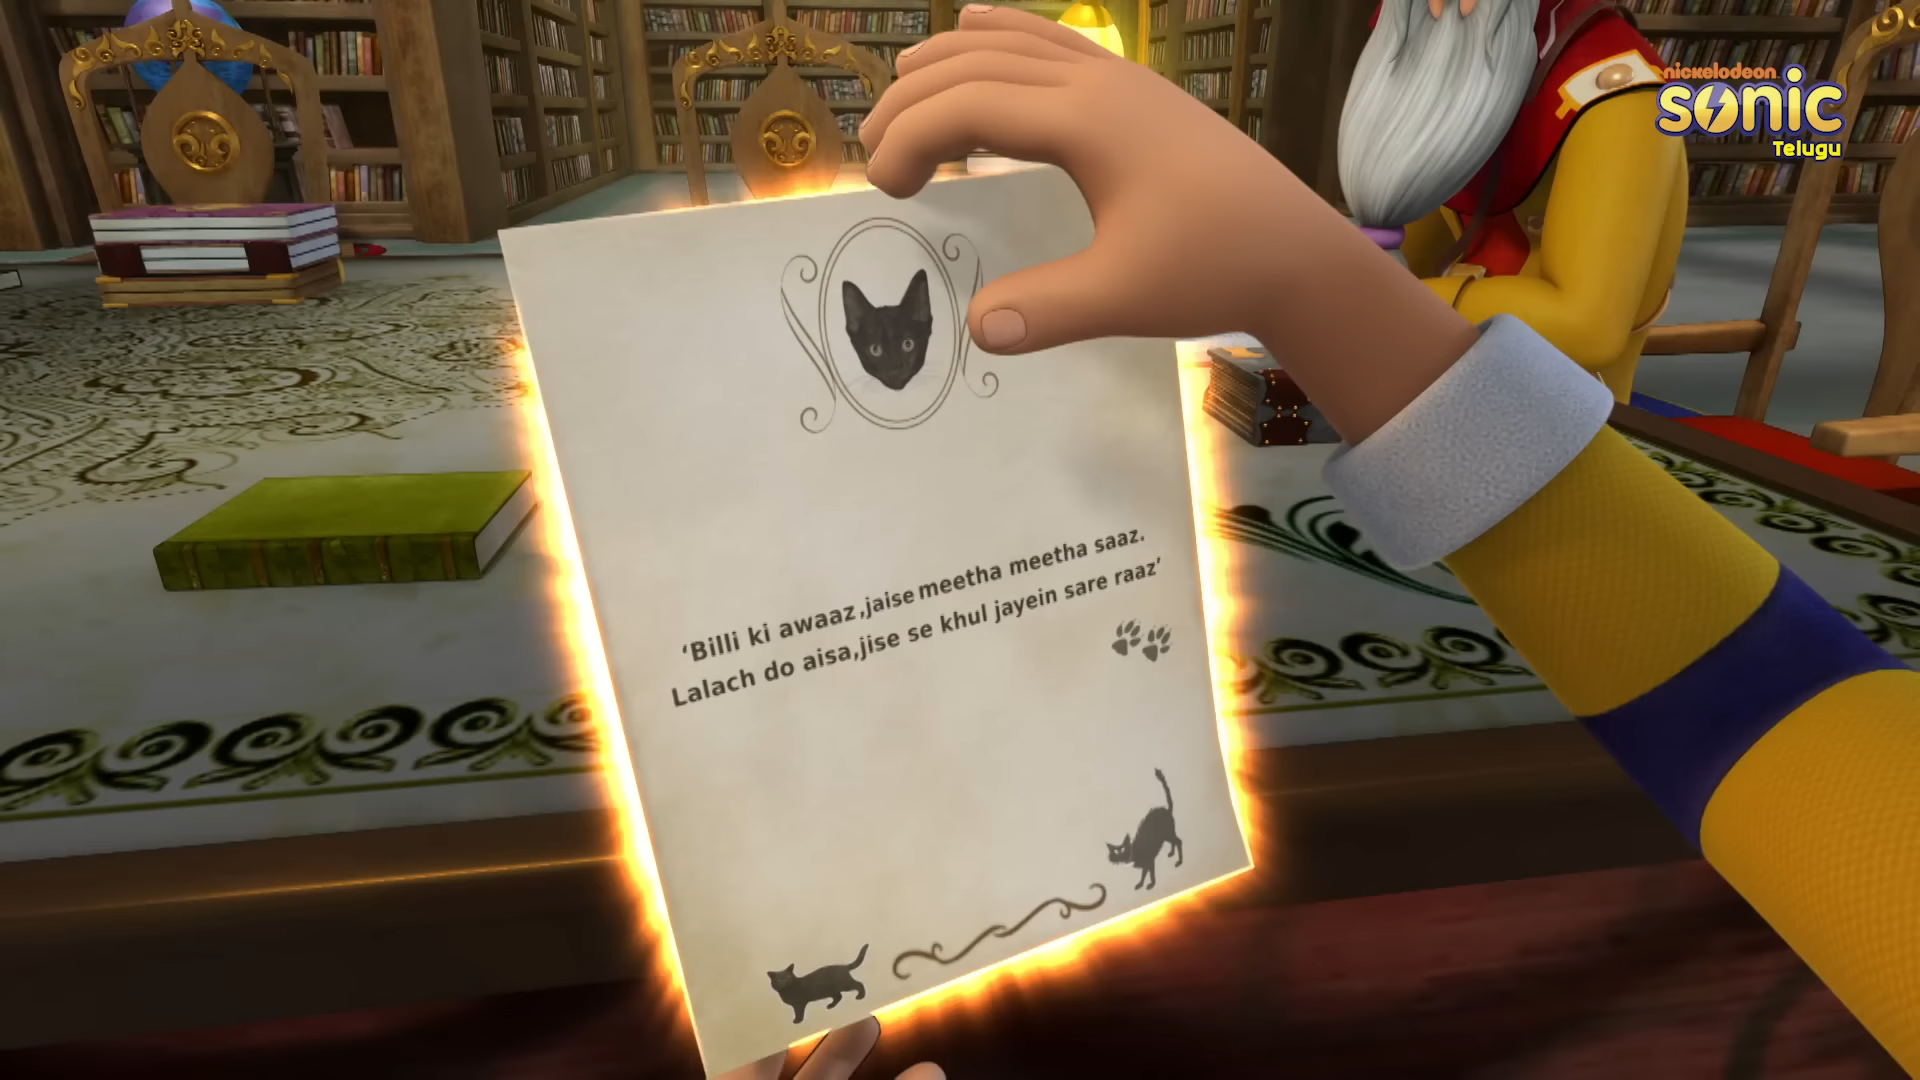 nickelodeon
sonic
Telugu
‘Billi ki awaaz,jaise meetha meetha saaz.
Lalach do aisa,jise se khul jayein sare raaz’